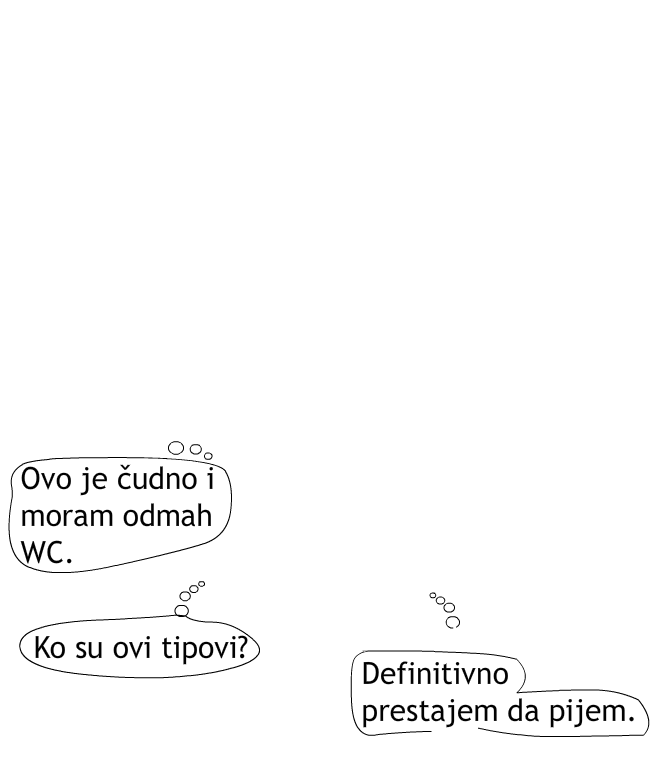 Ovo je čudno i
moram odmah
WC.
Ko su ovi tipovi?
Definitivno
prestajem da pijem.